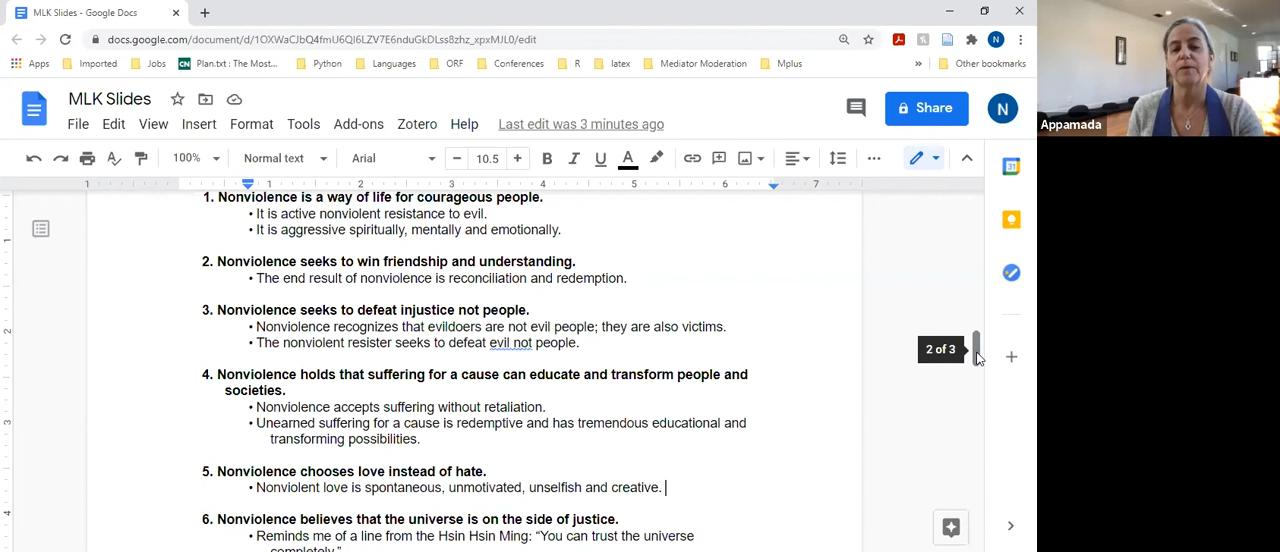 MLK Slides - Google Docs
docs.google.com/document/d/1OXWaCJbQ4fmU6QI6LZV7E6nduGkDLss8zhz_xpxMJL0/edit
Apps Imported Jobs CN Plan.txt : The Most... Python Languages ORF Conferences R latex Mediator Moderation Mplus » Other bookmarks
MLK Slides
Share
N
File Edit View Insert Format Tools Add-ons Zotero Help Last edit was 3 minutes ago
100% Normal text Arial 10.5 B I U A
1 1 2 3 4 5 6 7
1. Nonviolence is a way of life for courageous people.
• It is active nonviolent resistance to evil.
• It is aggressive spiritually, mentally and emotionally.
2. Nonviolence seeks to win friendship and understanding.
• The end result of nonviolence is reconciliation and redemption.
3. Nonviolence seeks to defeat injustice not people.
• Nonviolence recognizes that evildoers are not evil people; they are also victims.
• The nonviolent resister seeks to defeat evil not people.
2 of 3
4. Nonviolence holds that suffering for a cause can educate and transform people and
societies.
• Nonviolence accepts suffering without retaliation.
• Unearned suffering for a cause is redemptive and has tremendous educational and
transforming possibilities.
5. Nonviolence chooses love instead of hate.
• Nonviolent love is spontaneous, unmotivated, unselfish and creative.
6. Nonviolence believes that the universe is on the side of justice.
• Reminds me of a line from the Hsin Hsin Ming: “You can trust the universe
completely.”
Appamada